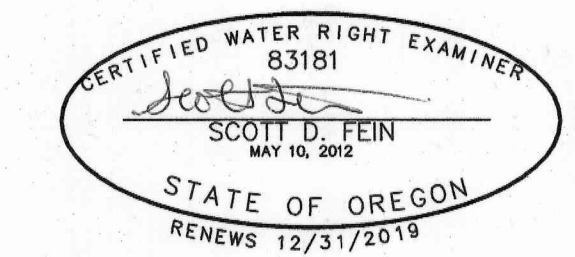 CERTIFIED WATER RIGHT EXAMINER
83181
SCOTT D. FEIN
MAY 10, 2012
STATE OF OREGON
RENEWS 12/31/2019